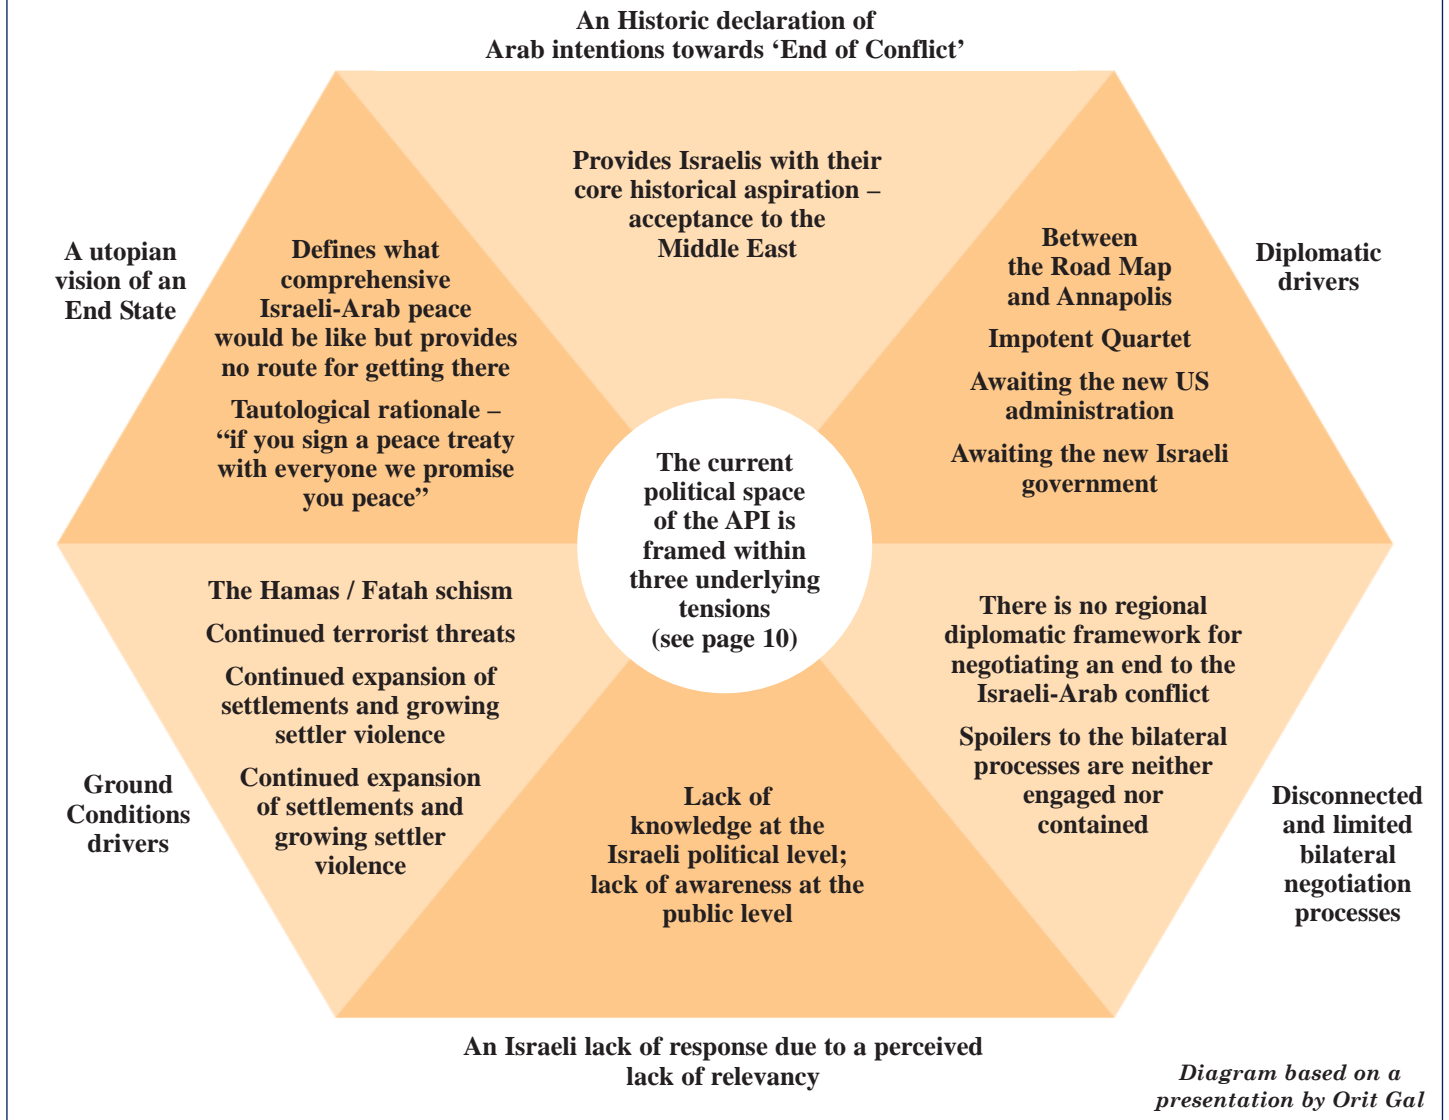 An Historic declaration of
Arab intentions towards ‘End of Conflict’
Provides Israelis with their
core historical aspiration –
acceptance to the
Middle East
A utopian
vision of an
End State
Defines what
comprehensive
Israeli-Arab peace
would be like but provides
no route for getting there
Tautological rationale –
“if you sign a peace treaty
with everyone we promise
you peace”
Between
the Road Map
and Annapolis
Impotent Quartet
Awaiting the new US
administration
Awaiting the new Israeli
government
Diplomatic
drivers
The current
political space
of the API is
framed within
three underlying
tensions
(see page 10)
The Hamas / Fatah schism
Continued terrorist threats
Continued expansion of
settlements and growing
settler violence
Continued expansion
of settlements and
growing settler
violence
Ground
Conditions
drivers
Lack of
knowledge at the
Israeli political level;
lack of awareness at the
public level
There is no regional
diplomatic framework for
negotiating an end to the
Israeli-Arab conflict
Spoilers to the bilateral
processes are neither
engaged nor
contained
Disconnected
and limited
bilateral
negotiation
processes
An Israeli lack of response due to a perceived
lack of relevancy
Diagram based on a
presentation by Orit Gal